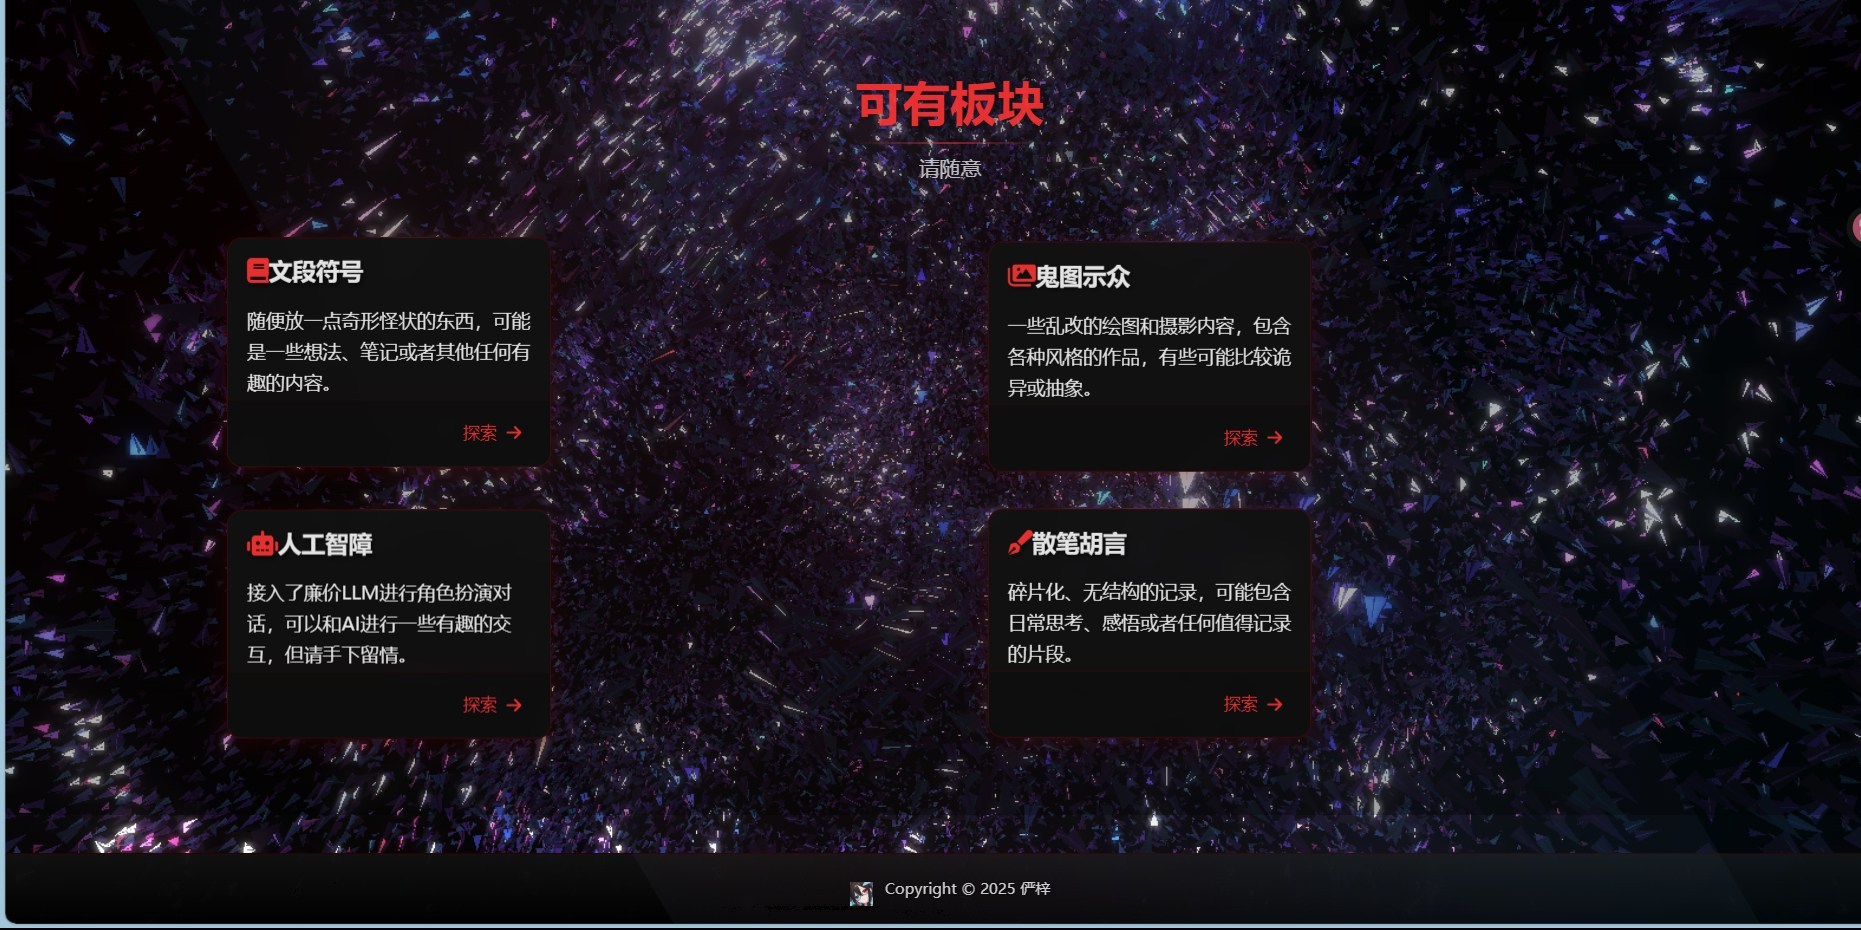 可有板块
请随意
文段符号
随便放一点奇形怪状的东西，可能
是一些想法、笔记或者其他任何有
趣的内容。
探索 →
鬼图示众
一些乱改的绘图和摄影内容，包含
各种风格的作品，有些可能比较诡
异或抽象。
探索 →
人工智障
接入了廉价LLM进行角色扮演对
话，可以和AI进行一些有趣的交
互，但请手下留情。
探索 →
散笔胡言
碎片化、无结构的记录，可能包含
日常思考、感悟或者任何值得记录
的片段。
探索 →
Copyright © 2025 俨梓